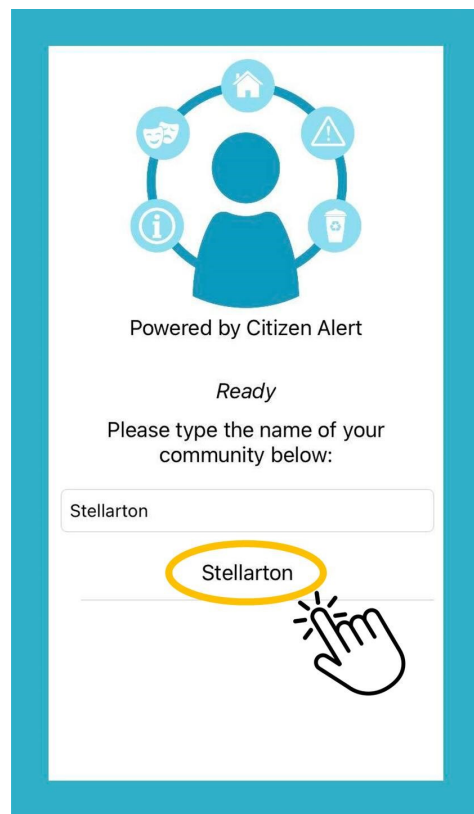 Powered by Citizen Alert
Ready
Please type the name of your
community below:
Stellarton
Stellarton